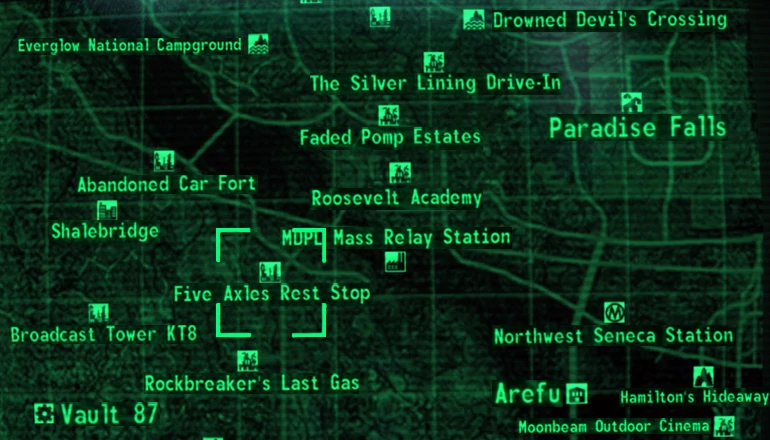 Drowned Devil's Crossing
Everglow National Campground
The Silver Lining Drive-In
Paradise Falls
Faded Pomp Estates
Abandoned Car Fort
Roosevelt Academy
Shalebridge
MDPL Mass Relay Station
Five Axles Rest Stop
Broadcast Tower KT8
Northwest Seneca Station
Rockbreaker's Last Gas
Arefu
Hamilton's Hideaway
Vault 87
Moonbeam Outdoor Cinema